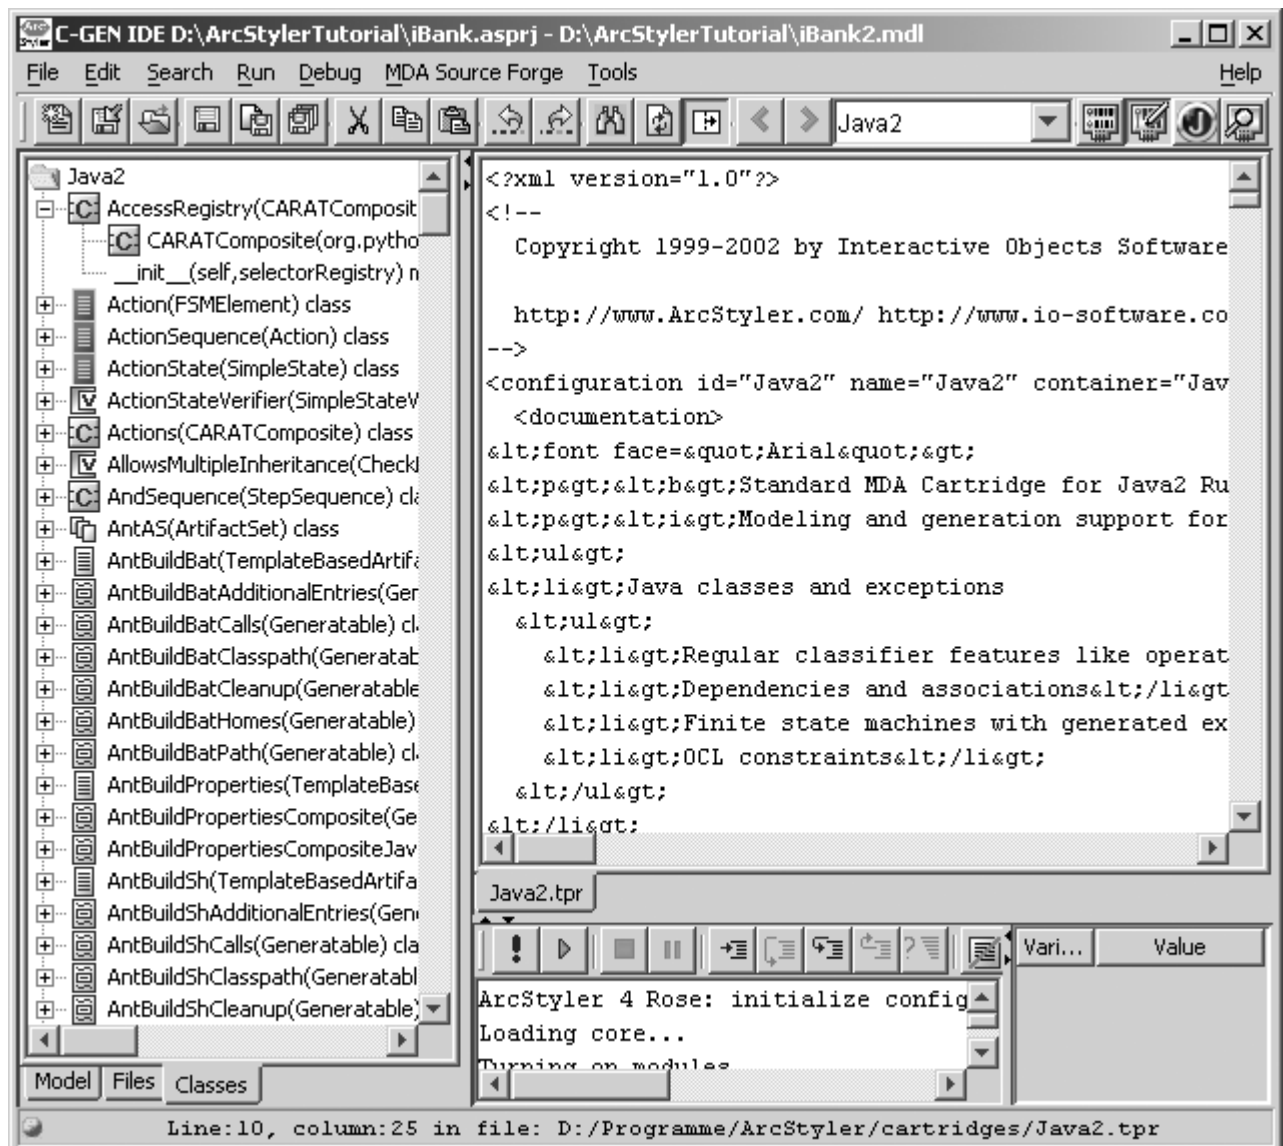 C-GEN IDE D:\ArcStylerTutorial\iBank.asprj - D:\ArcStylerTutorial\iBank2.mdl
File Edit Search Run Debug MDA Source Forge Tools Help
Java2
Java2
AccessRegistry(CARATComposit
CARATComposite(org.pytho
__init__(self,selectorRegistry) m
Action(FSMElement) class
ActionSequence(Action) class
ActionState(SimpleState) class
ActionStateVerifier(SimpleStateV
Actions(CARATComposite) class
AllowsMultipleInheritance(Check
AndSequence(StepSequence) cla
AntAS(ArtifactSet) class
AntBuildBat(TemplateBasedArtifa
AntBuildBatAdditionalEntries(Ger
AntBuildBatCalls(Generatable) cl
AntBuildBatClasspath(Generatab
AntBuildBatCleanup(Generatable
AntBuildBatHomes(Generatable)
AntBuildBatPath(Generatable) cl
AntBuildProperties(TemplateBase
AntBuildPropertiesComposite(Ge
AntBuildPropertiesCompositeJav
AntBuildSh(TemplateBasedArtifa
AntBuildShAdditionalEntries(Gen
AntBuildShCalls(Generatable) cla
AntBuildShClasspath(Generatabl
AntBuildShCleanup(Generatable)
Model Files Classes
<?xml version="1.0"?>
<!--
Copyright 1999-2002 by Interactive Objects Software
http://www.ArcStyler.com/ http://www.io-software.co
-->
<configuration id="Java2" name="Java2" container="Jav
<documentation>
&lt;font face=&quot;Arial&quot;&gt;
&lt;p&gt;&lt;b&gt;Standard MDA Cartridge for Java2 Ru
&lt;p&gt;&lt;i&gt;Modeling and generation support for
&lt;ul&gt;
&lt;li&gt;Java classes and exceptions
&lt;ul&gt;
&lt;li&gt;Regular classifier features like operat
&lt;li&gt;Dependencies and associations&lt;/li&gt
&lt;li&gt;Finite state machines with generated ex
&lt;li&gt;OCL constraints&lt;/li&gt;
&lt;/ul&gt;
&lt;/li&gt;
Java2.tpr
Vari... Value
ArcStyler 4 Rose: initialize config
Loading core...
Turning on modules
Line:10, column:25 in file: D:/Programme/ArcStyler/cartridges/Java2.tpr